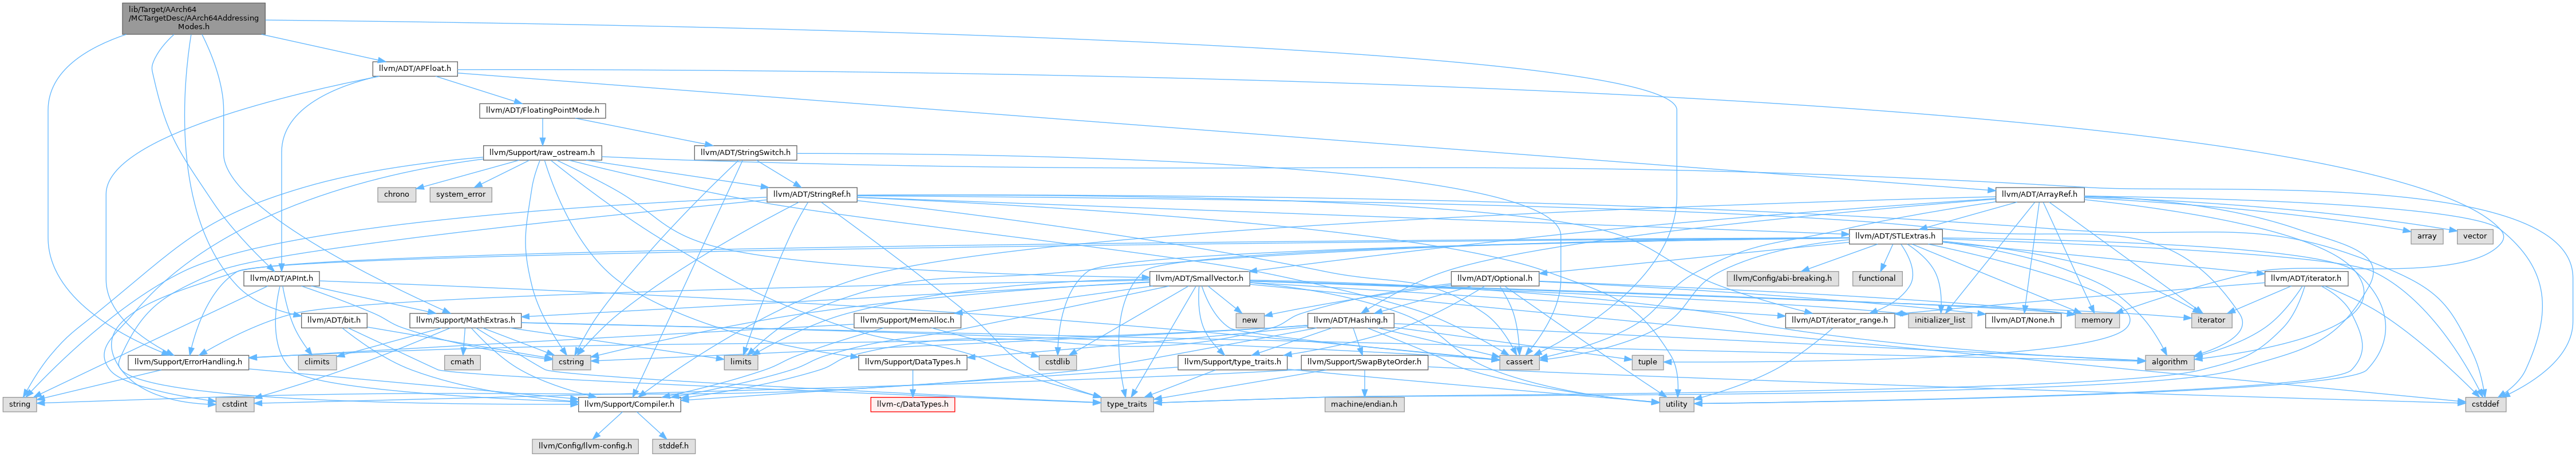 lib/Target/AArch64
/MCTargetDesc/AArch64Addressing
Modes.h
llvm/ADT/APFloat.h
llvm/ADT/FloatingPointMode.h
llvm/Support/raw_ostream.h
llvm/ADT/StringSwitch.h
chrono
system_error
llvm/ADT/StringRef.h
llvm/ADT/ArrayRef.h
llvm/ADT/STLExtras.h
array
vector
llvm/ADT/APInt.h
llvm/ADT/SmallVector.h
llvm/ADT/Optional.h
llvm/Config/abi-breaking.h
functional
llvm/ADT/iterator.h
llvm/ADT/bit.h
llvm/Support/MathExtras.h
llvm/Support/MemAlloc.h
new
llvm/ADT/Hashing.h
llvm/ADT/iterator_range.h
initializer_list
llvm/ADT/None.h
memory
iterator
llvm/Support/ErrorHandling.h
climits
cmath
cstring
limits
llvm/Support/DataTypes.h
cstdlib
llvm/Support/type_traits.h
llvm/Support/SwapByteOrder.h
cassert
tuple
algorithm
string
cstdint
llvm/Support/Compiler.h
llvm-c/DataTypes.h
type_traits
machine/endian.h
utility
cstddef
llvm/Config/llvm-config.h
stddef.h